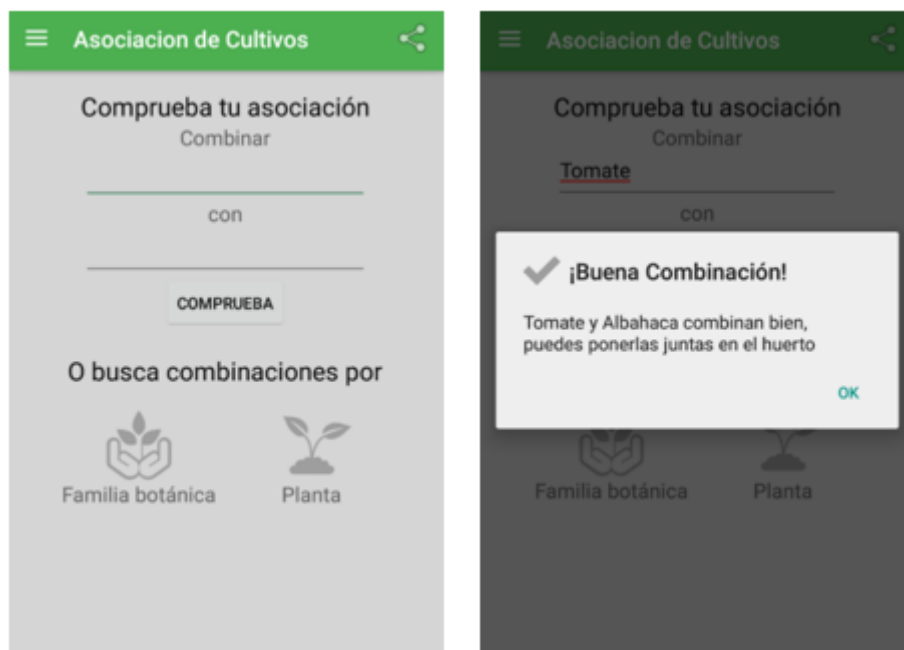 Asociacion de Cultivos
Comprueba tu asociación
Combinar
con
COMPRUEBA
O busca combinaciones por
Familia botánica
Planta
Asociacion de Cultivos
Comprueba tu asociación
Combinar
Tomate
con
¡Buena Combinación!
Tomate y Albahaca combinan bien,
puedes ponerlas juntas en el huerto
OK
Familia botánica
Planta